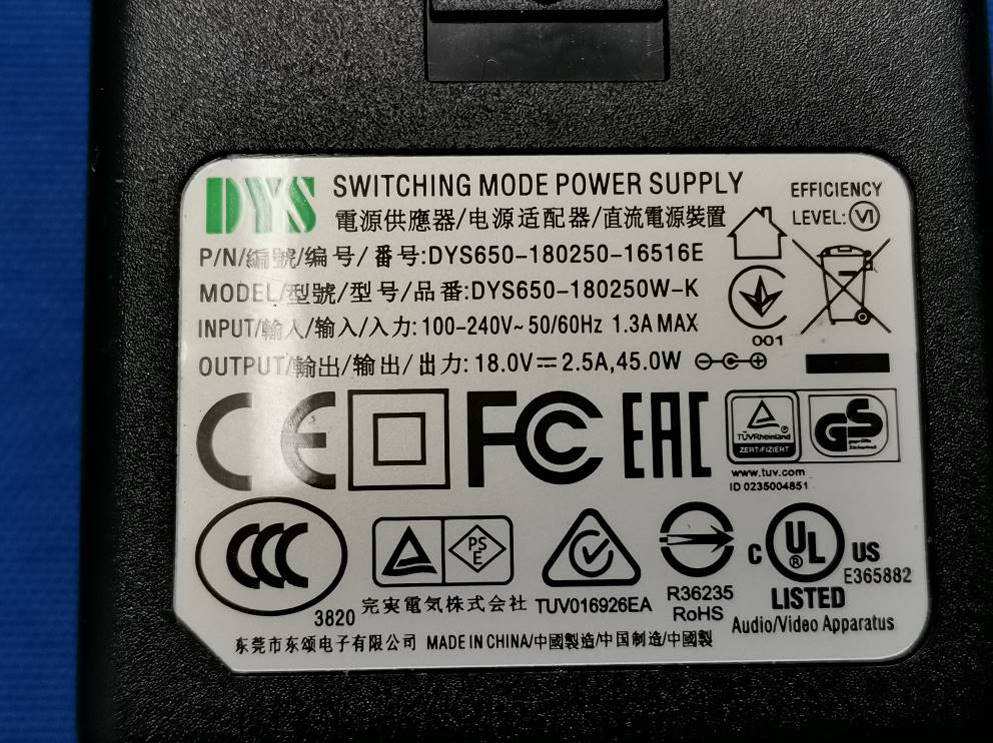 DYS SWITCHING MODE POWER SUPPLY
電源供應器/电源适配器/直流電源裝置
EFFICIENCY
LEVEL: VI
P/N/編號/编号/番号:DYS650-180250-16516E
MODEL/型號/型号/品番:DYS650-180250W-K
INPUT/輸入/输入/入力:100-240V~50/60Hz 1.3A MAX
001
OUTPUT/輸出/输出/出力:18.0V⎓2.5A,45.0W
CE FC EAC
TÜVRheinland
ZERTIFIZIERT
GS
geprüfte
Sicherheit
www.tuv.com
ID 0235004851
CCC
PS
E
UL
®
C US
E365882
LISTED
3820
完実電気株式会社
TUV016926EA
R36235
RoHS
Audio/Video Apparatus
东莞市东颂电子有限公司 MADE IN CHINA/中國製造/中国制造/中國製